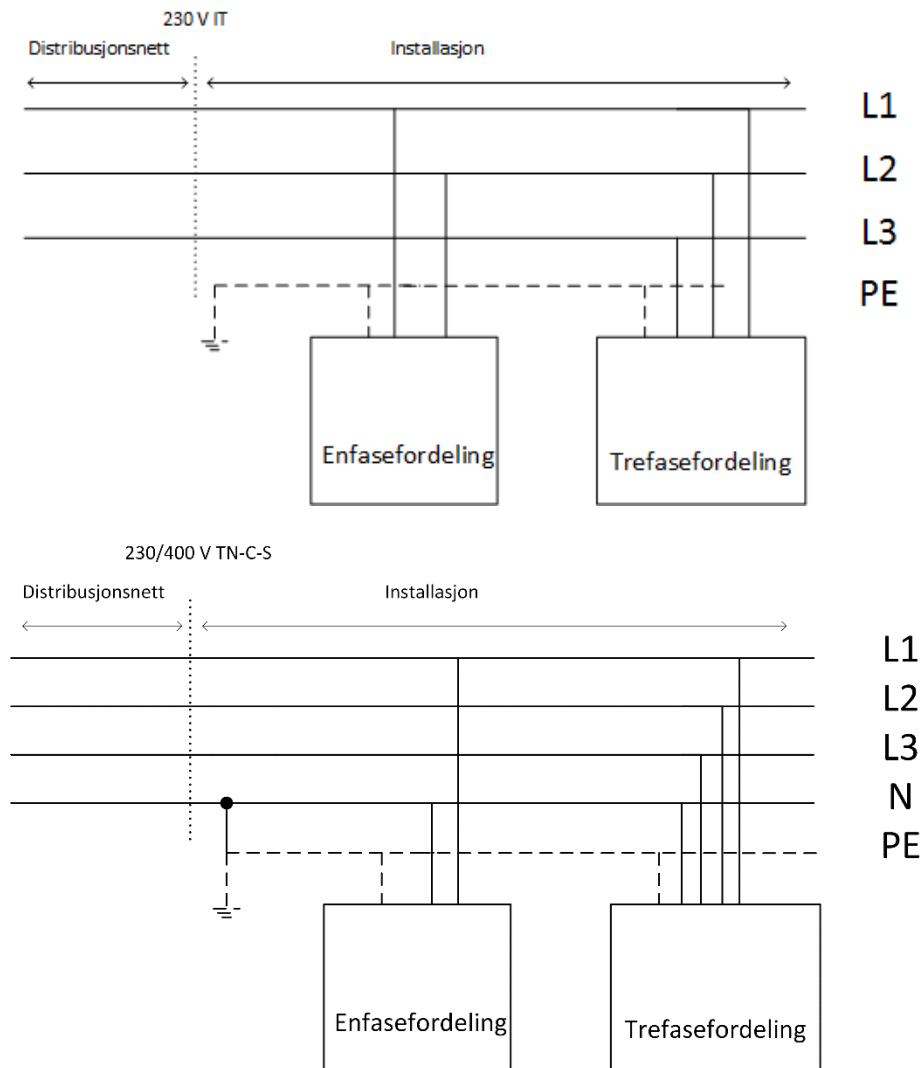 230 V IT
Distribusjonsnett Installasjon
L1
L2
L3
PE
Enfasefordeling Trefasefordeling
230/400 V TN-C-S
Distribusjonsnett Installasjon
L1
L2
L3
N
PE
Enfasefordeling Trefasefordeling